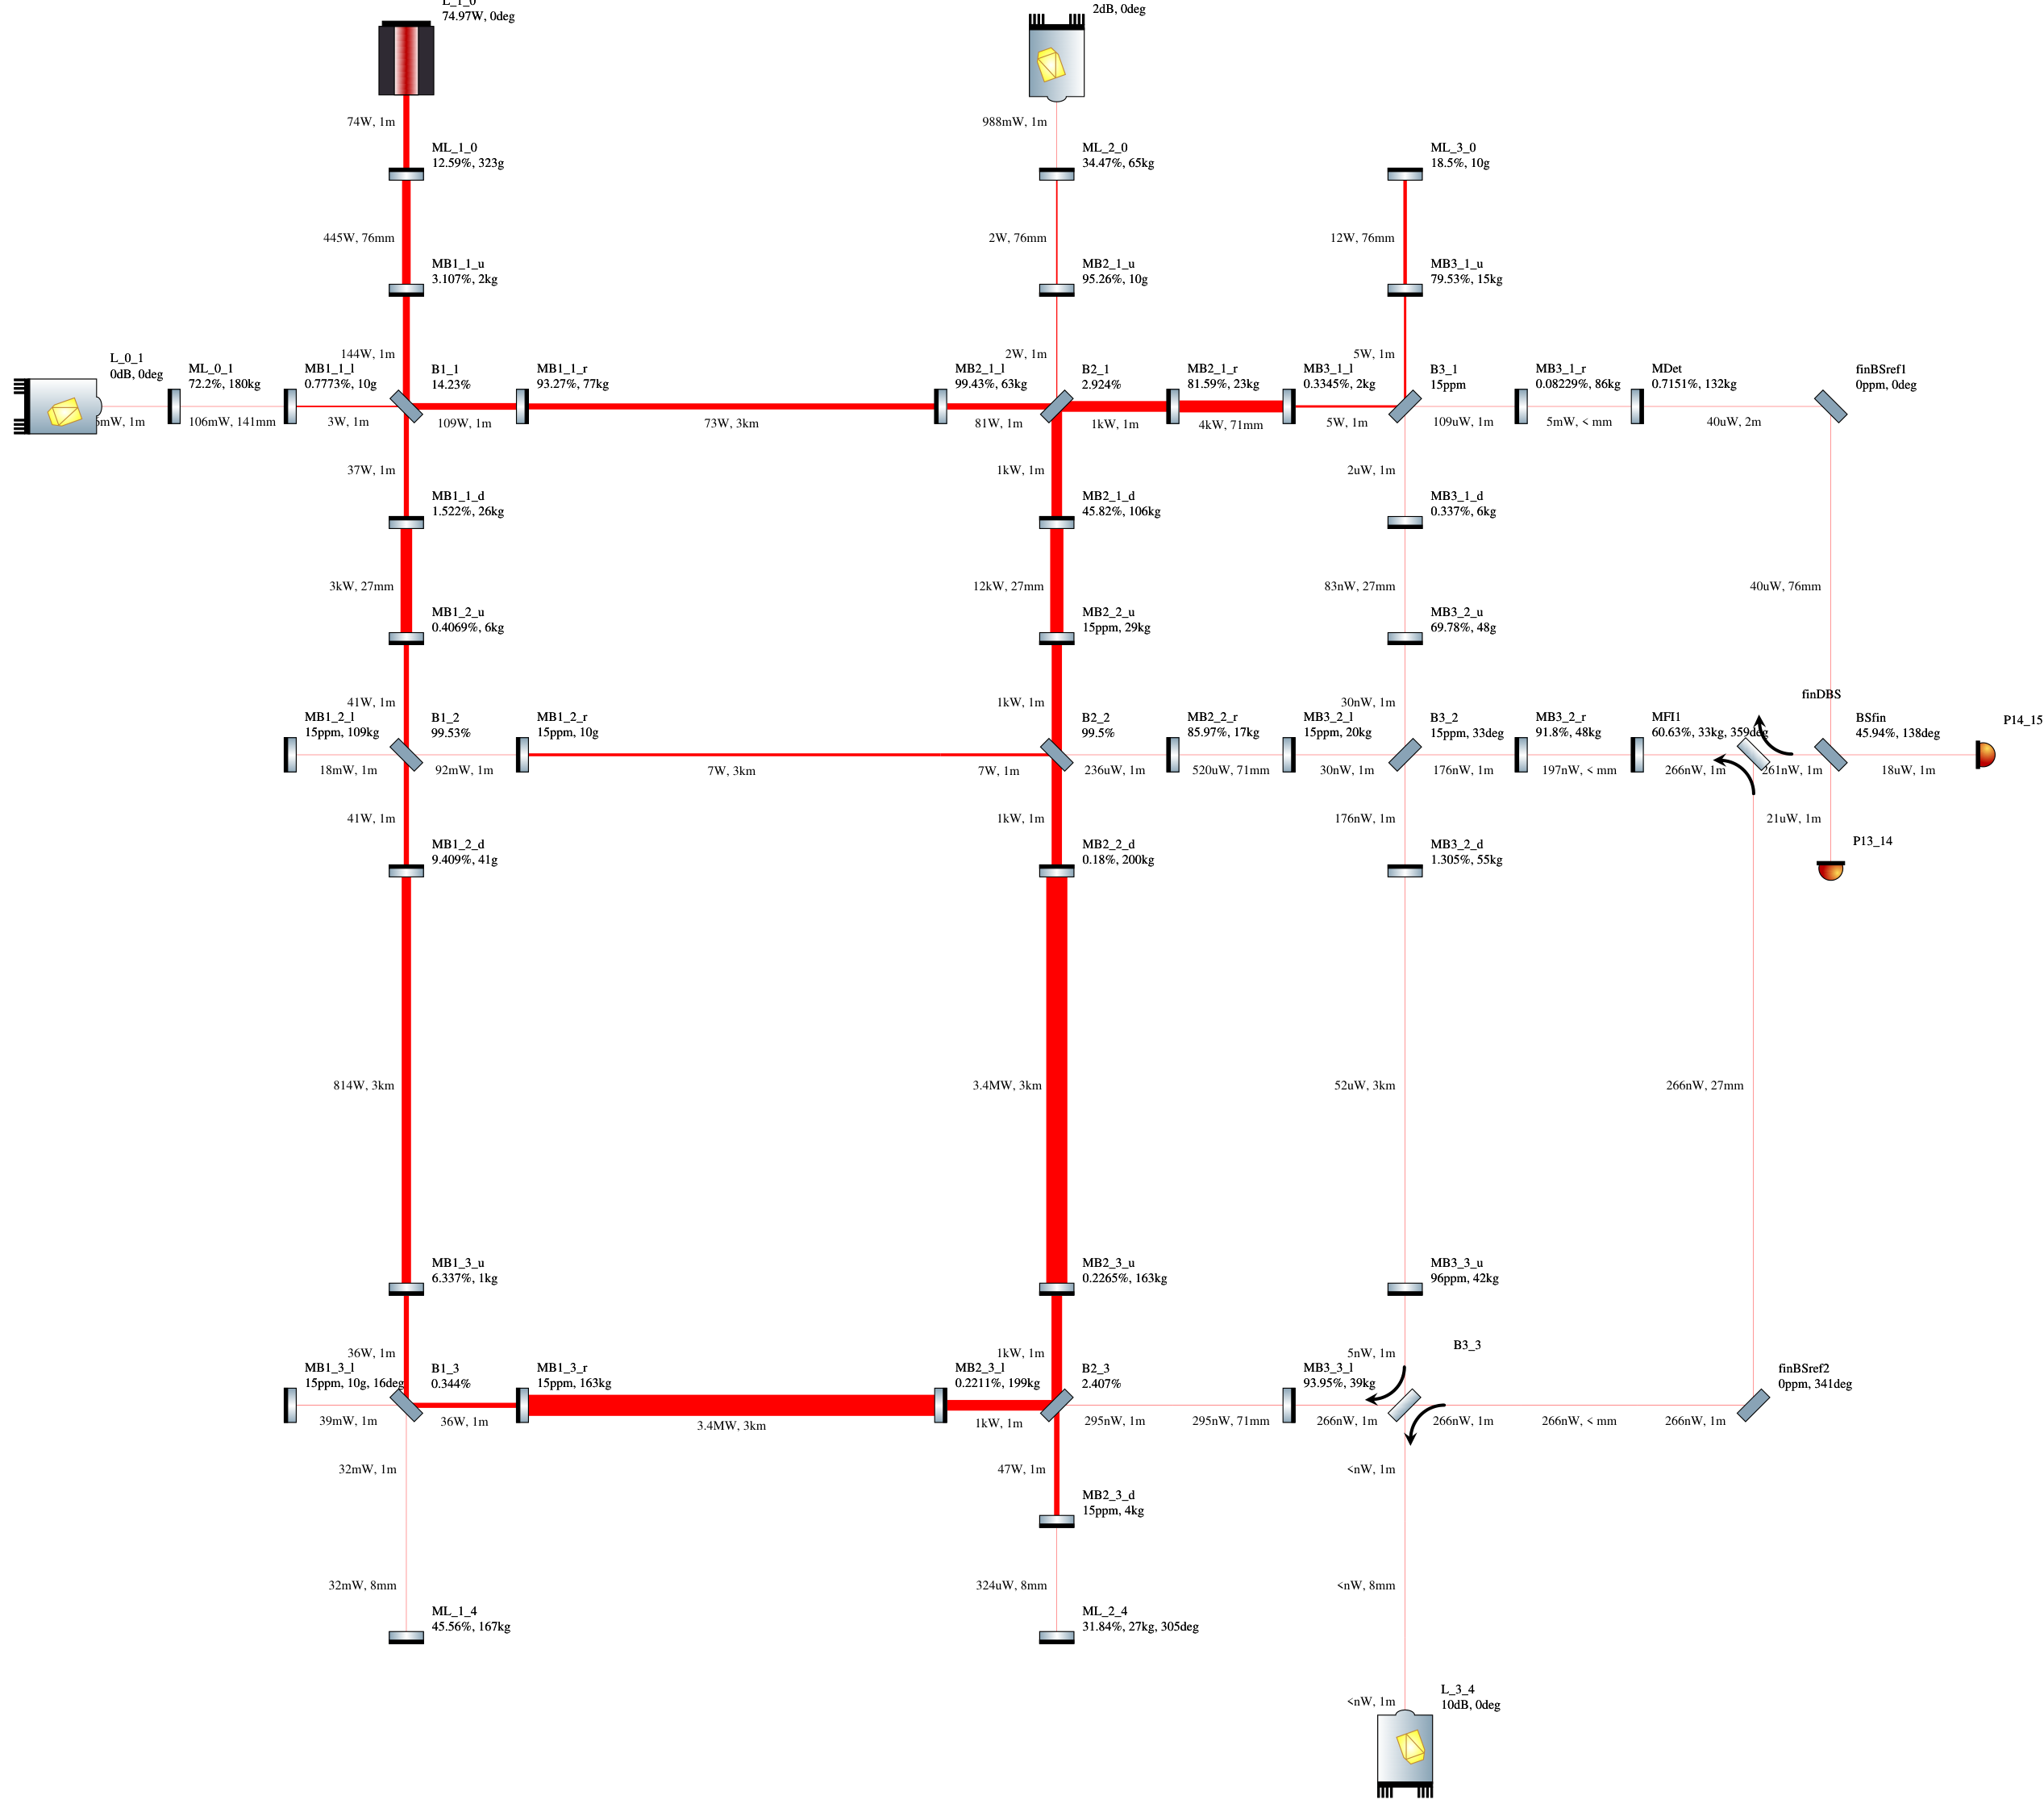 L_1_0
74.97W, 0deg
2dB, 0deg
74W, 1m
988mW, 1m
ML_1_0
12.59%, 323g
ML_2_0
34.47%, 65kg
ML_3_0
18.5%, 10g
445W, 76mm
2W, 76mm
12W, 76mm
MB1_1_u
3.107%, 2kg
MB2_1_u
95.26%, 10g
MB3_1_u
79.53%, 15kg
144W, 1m
2W, 1m
5W, 1m
L_0_1
0dB, 0deg
ML_0_1
72.2%, 180kg
MB1_1_l
0.7773%, 10g
B1_1
14.23%
MB1_1_r
93.27%, 77kg
MB2_1_l
99.43%, 63kg
B2_1
2.924%
MB2_1_r
81.59%, 23kg
MB3_1_l
0.3345%, 2kg
B3_1
15ppm
MB3_1_r
0.08229%, 86kg
MDet
0.7151%, 132kg
finBSref1
0ppm, 0deg
mW, 1m
106mW, 141mm
3W, 1m
109W, 1m
73W, 3km
81W, 1m
1kW, 1m
4kW, 71mm
5W, 1m
109uW, 1m
5mW, < mm
40uW, 2m
37W, 1m
1kW, 1m
2uW, 1m
MB1_1_d
1.522%, 26kg
MB2_1_d
45.82%, 106kg
MB3_1_d
0.337%, 6kg
3kW, 27mm
12kW, 27mm
83nW, 27mm
40uW, 76mm
MB1_2_u
0.4069%, 6kg
MB2_2_u
15ppm, 29kg
MB3_2_u
69.78%, 48g
41W, 1m
1kW, 1m
30nW, 1m
finDBS
MB1_2_l
15ppm, 109kg
B1_2
99.53%
MB1_2_r
15ppm, 10g
B2_2
99.5%
MB2_2_r
85.97%, 17kg
MB3_2_l
15ppm, 20kg
B3_2
15ppm, 33deg
MB3_2_r
91.8%, 48kg
MFI1
60.63%, 33kg, 359deg
BSfin
45.94%, 138deg
P14_15
18mW, 1m
92mW, 1m
7W, 3km
7W, 1m
236uW, 1m
520uW, 71mm
30nW, 1m
176nW, 1m
197nW, < mm
266nW, 1m
261nW, 1m
18uW, 1m
41W, 1m
1kW, 1m
176nW, 1m
21uW, 1m
P13_14
MB1_2_d
9.409%, 41g
MB2_2_d
0.18%, 200kg
MB3_2_d
1.305%, 55kg
814W, 3km
3.4MW, 3km
52uW, 3km
266nW, 27mm
MB1_3_u
6.337%, 1kg
MB2_3_u
0.2265%, 163kg
MB3_3_u
96ppm, 42kg
36W, 1m
1kW, 1m
5nW, 1m
B3_3
MB1_3_l
15ppm, 10g, 16deg
B1_3
0.344%
MB1_3_r
15ppm, 163kg
MB2_3_l
0.2211%, 199kg
B2_3
2.407%
MB3_3_l
93.95%, 39kg
finBSref2
0ppm, 341deg
39mW, 1m
36W, 1m
3.4MW, 3km
1kW, 1m
295nW, 1m
295nW, 71mm
266nW, 1m
266nW, 1m
266nW, < mm
266nW, 1m
32mW, 1m
47W, 1m
<nW, 1m
MB2_3_d
15ppm, 4kg
32mW, 8mm
324uW, 8mm
<nW, 8mm
ML_1_4
45.56%, 167kg
ML_2_4
31.84%, 27kg, 305deg
<nW, 1m
L_3_4
10dB, 0deg